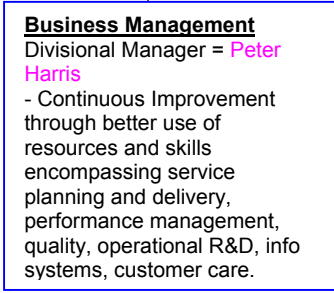 Business Management
Divisional Manager = Peter
Harris
- Continuous Improvement
through better use of
resources and skills
encompassing service
planning and delivery,
performance management,
quality, operational R&D, info
systems, customer care.